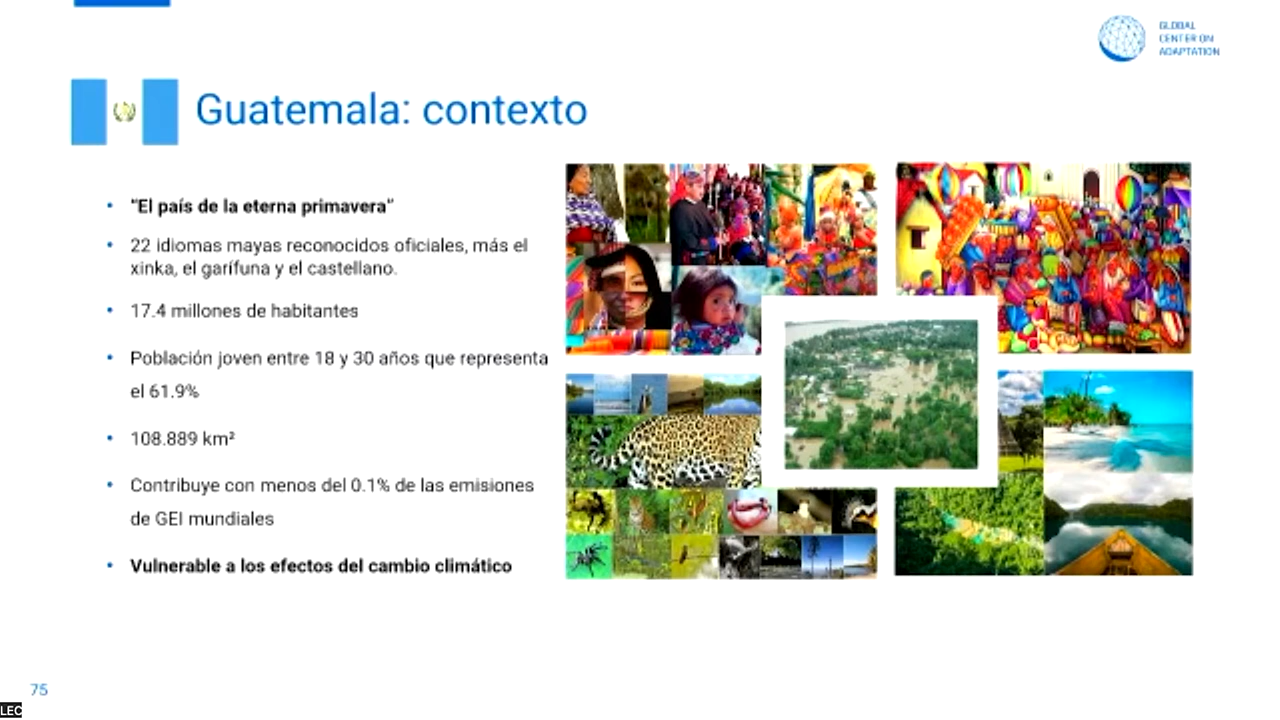 GLOBAL
CENTER ON
ADAPTATION
Guatemala: contexto
• "El país de la eterna primavera"
• 22 idiomas mayas reconocidos oficiales, más el
xinka, el garífuna y el castellano.
• 17.4 millones de habitantes
• Población joven entre 18 y 30 años que representa
el 61.9%
• 108.889 km²
• Contribuye con menos del 0.1% de las emisiones
de GEI mundiales
• Vulnerable a los efectos del cambio climático
75
LEC